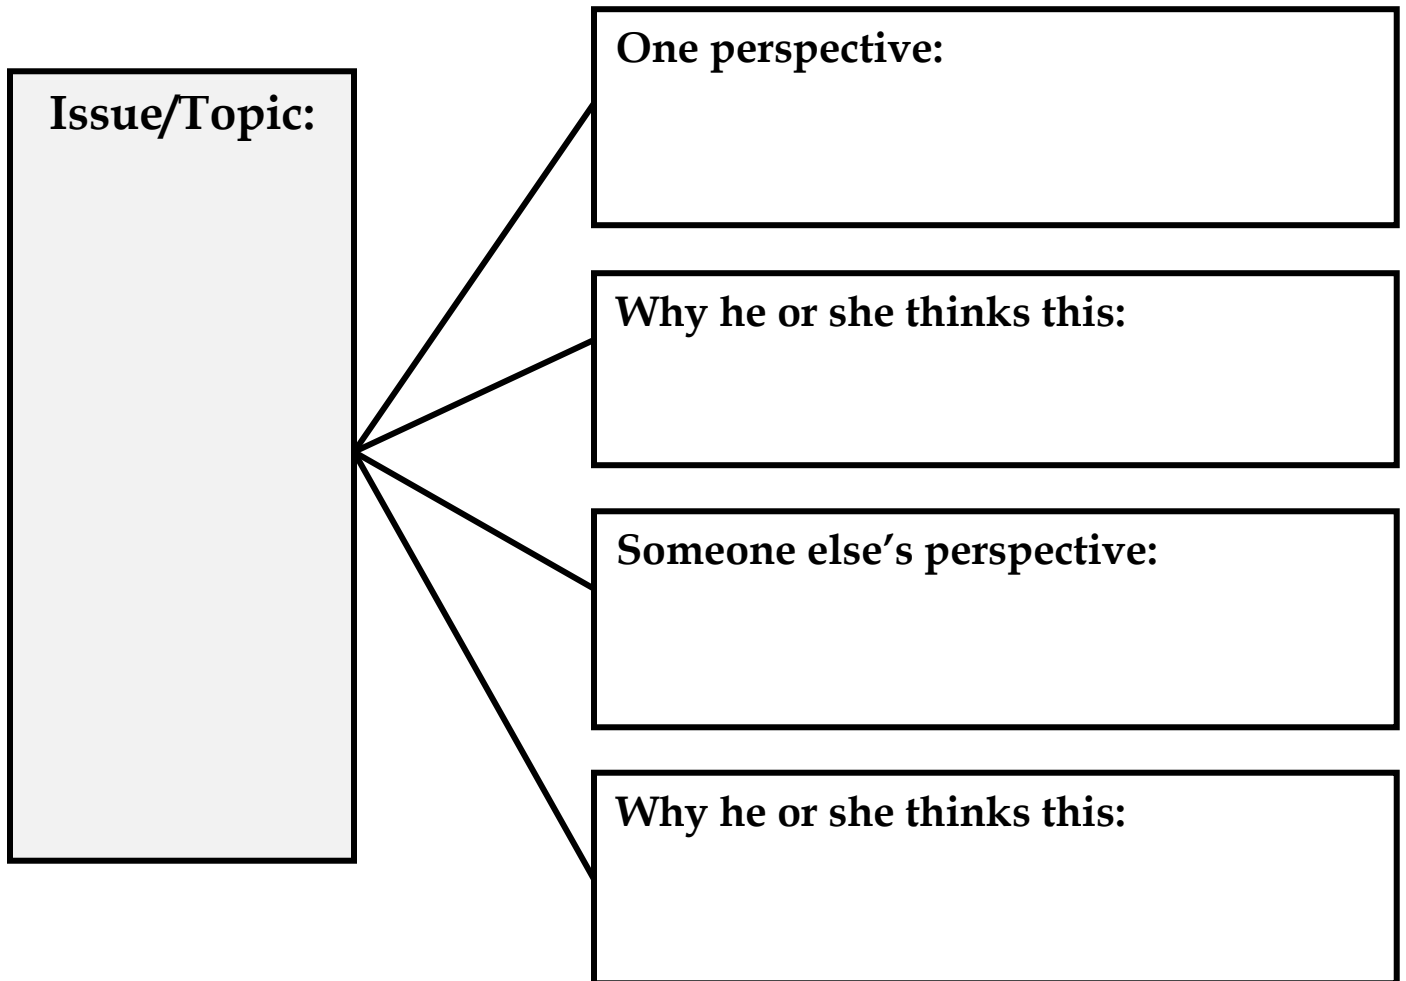 Issue/Topic:
One perspective:
Why he or she thinks this:
Someone else’s perspective:
Why he or she thinks this: